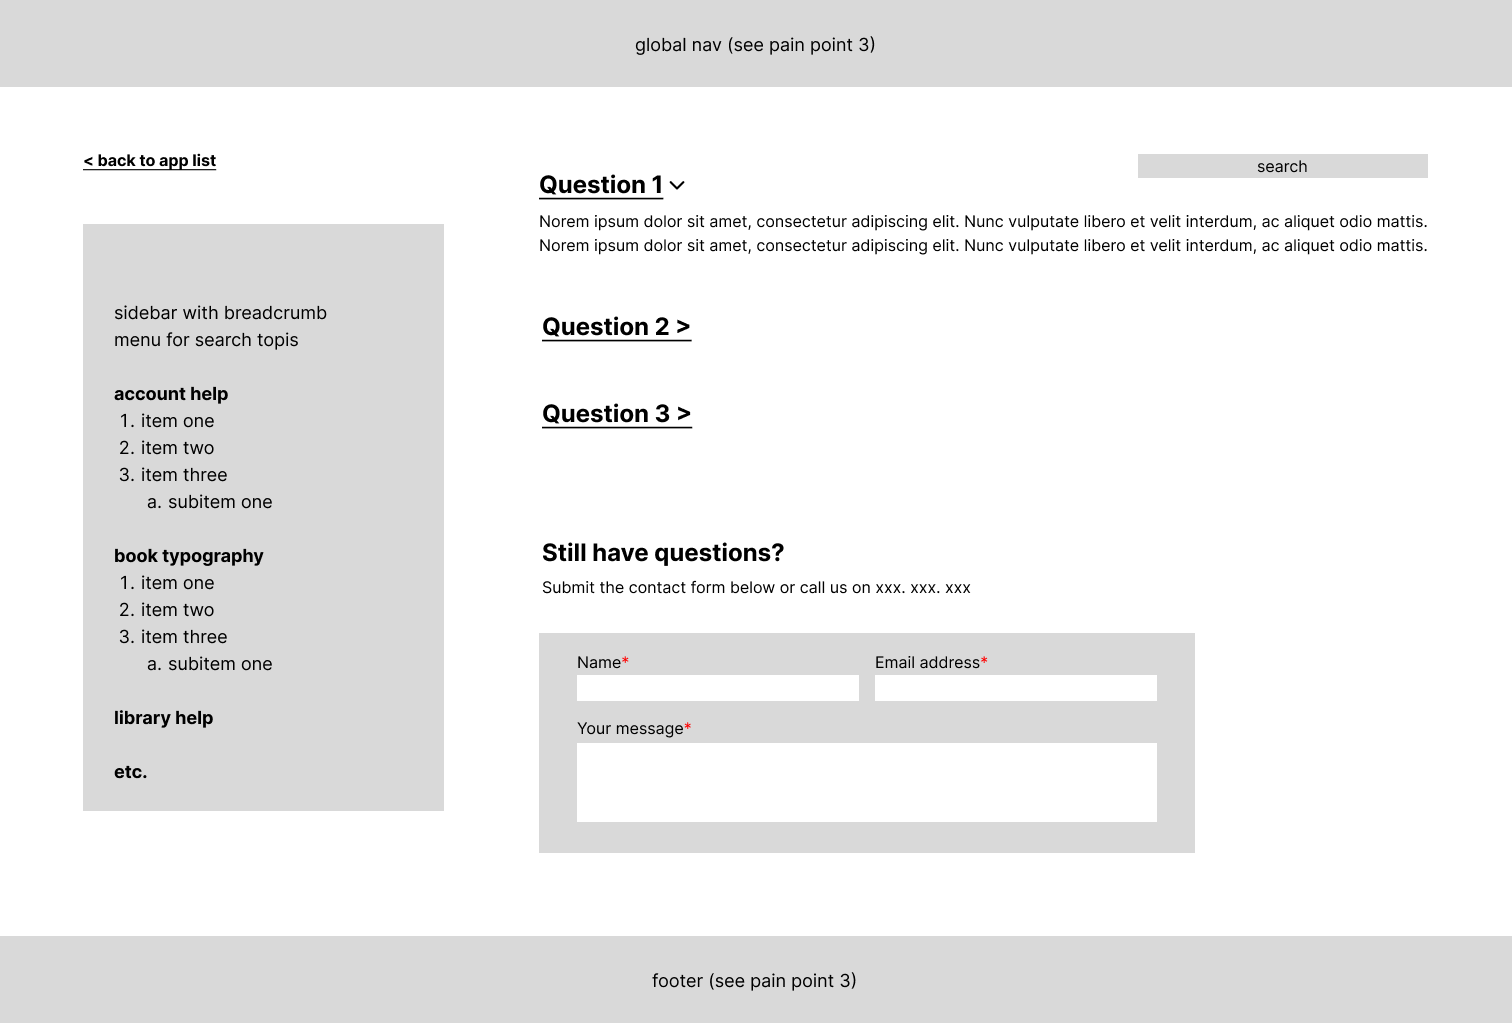 global nav (see pain point 3)
< back to app list
search
Question 1
Norem ipsum dolor sit amet, consectetur adipiscing elit. Nunc vulputate libero et velit interdum, ac aliquet odio mattis.
Norem ipsum dolor sit amet, consectetur adipiscing elit. Nunc vulputate libero et velit interdum, ac aliquet odio mattis.
Question 2 >
Question 3 >
sidebar with breadcrumb
menu for search topis
account help
1. item one
2. item two
3. item three
a. subitem one
book typography
1. item one
2. item two
3. item three
a. subitem one
library help
etc.
Still have questions?
Submit the contact form below or call us on xxx. xxx. xxx
Name*
Email address*
Your message*
footer (see pain point 3)